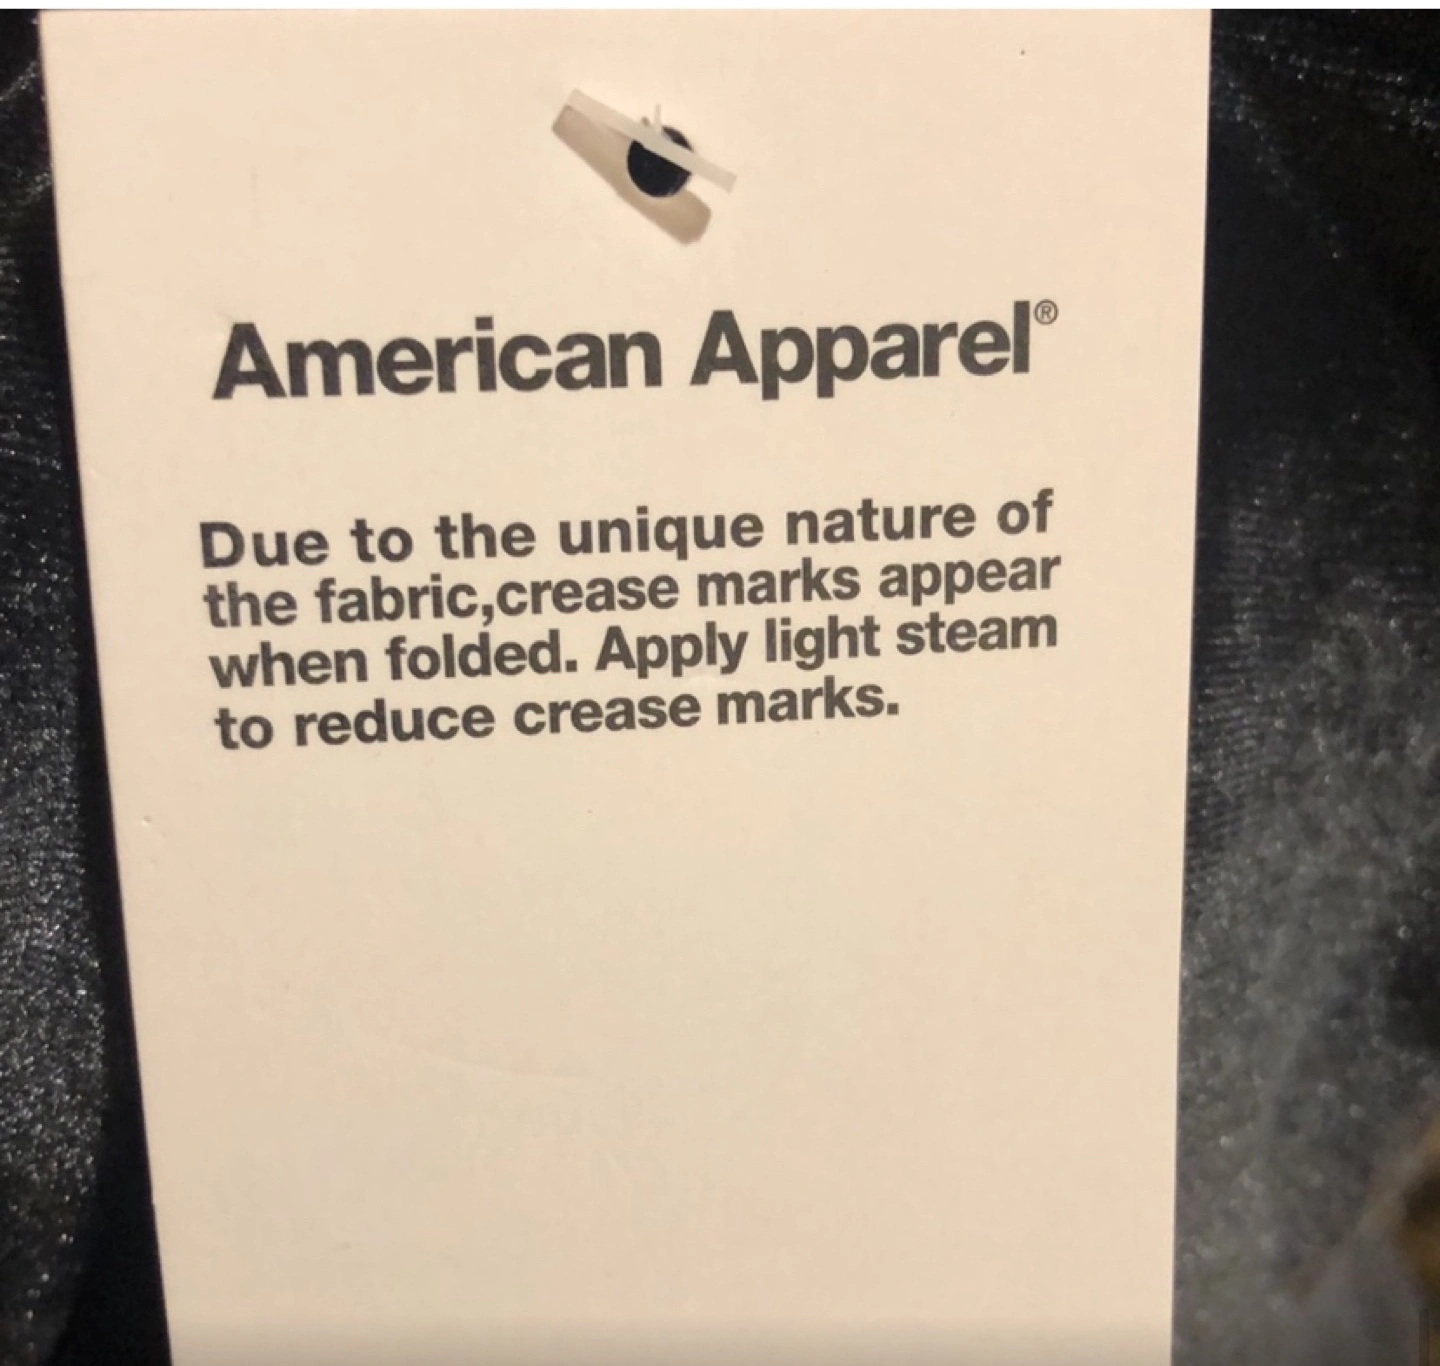 American Apparel®
Due to the unique nature of
the fabric,crease marks appear
when folded. Apply light steam
to reduce crease marks.